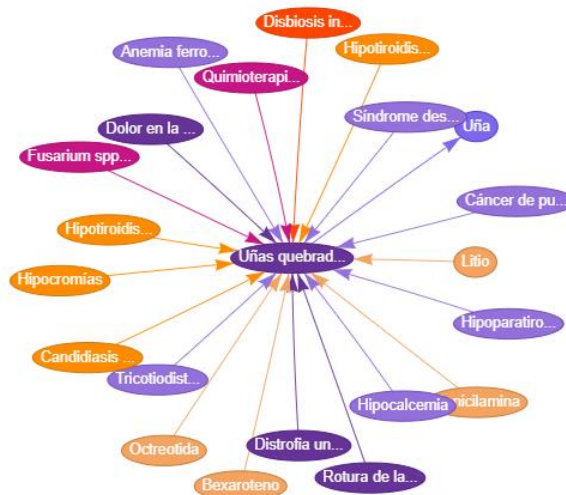 Disbiosis in...
Anemia ferro...
Hipotiroidis...
Quimioterapi...
Síndrome des...
Uña
Dolor en la ...
Fusarium spp...
Cáncer de pu...
Hipotiroidis...
Uñas quebrad...
Litio
Hipocromías
Hipoparatiro...
Candidiasis ...
Tricotiodist...
Hipocalcemia
nicilamina
Octreotida
Distrofia un...
Bexaroteno
Rotura de la...